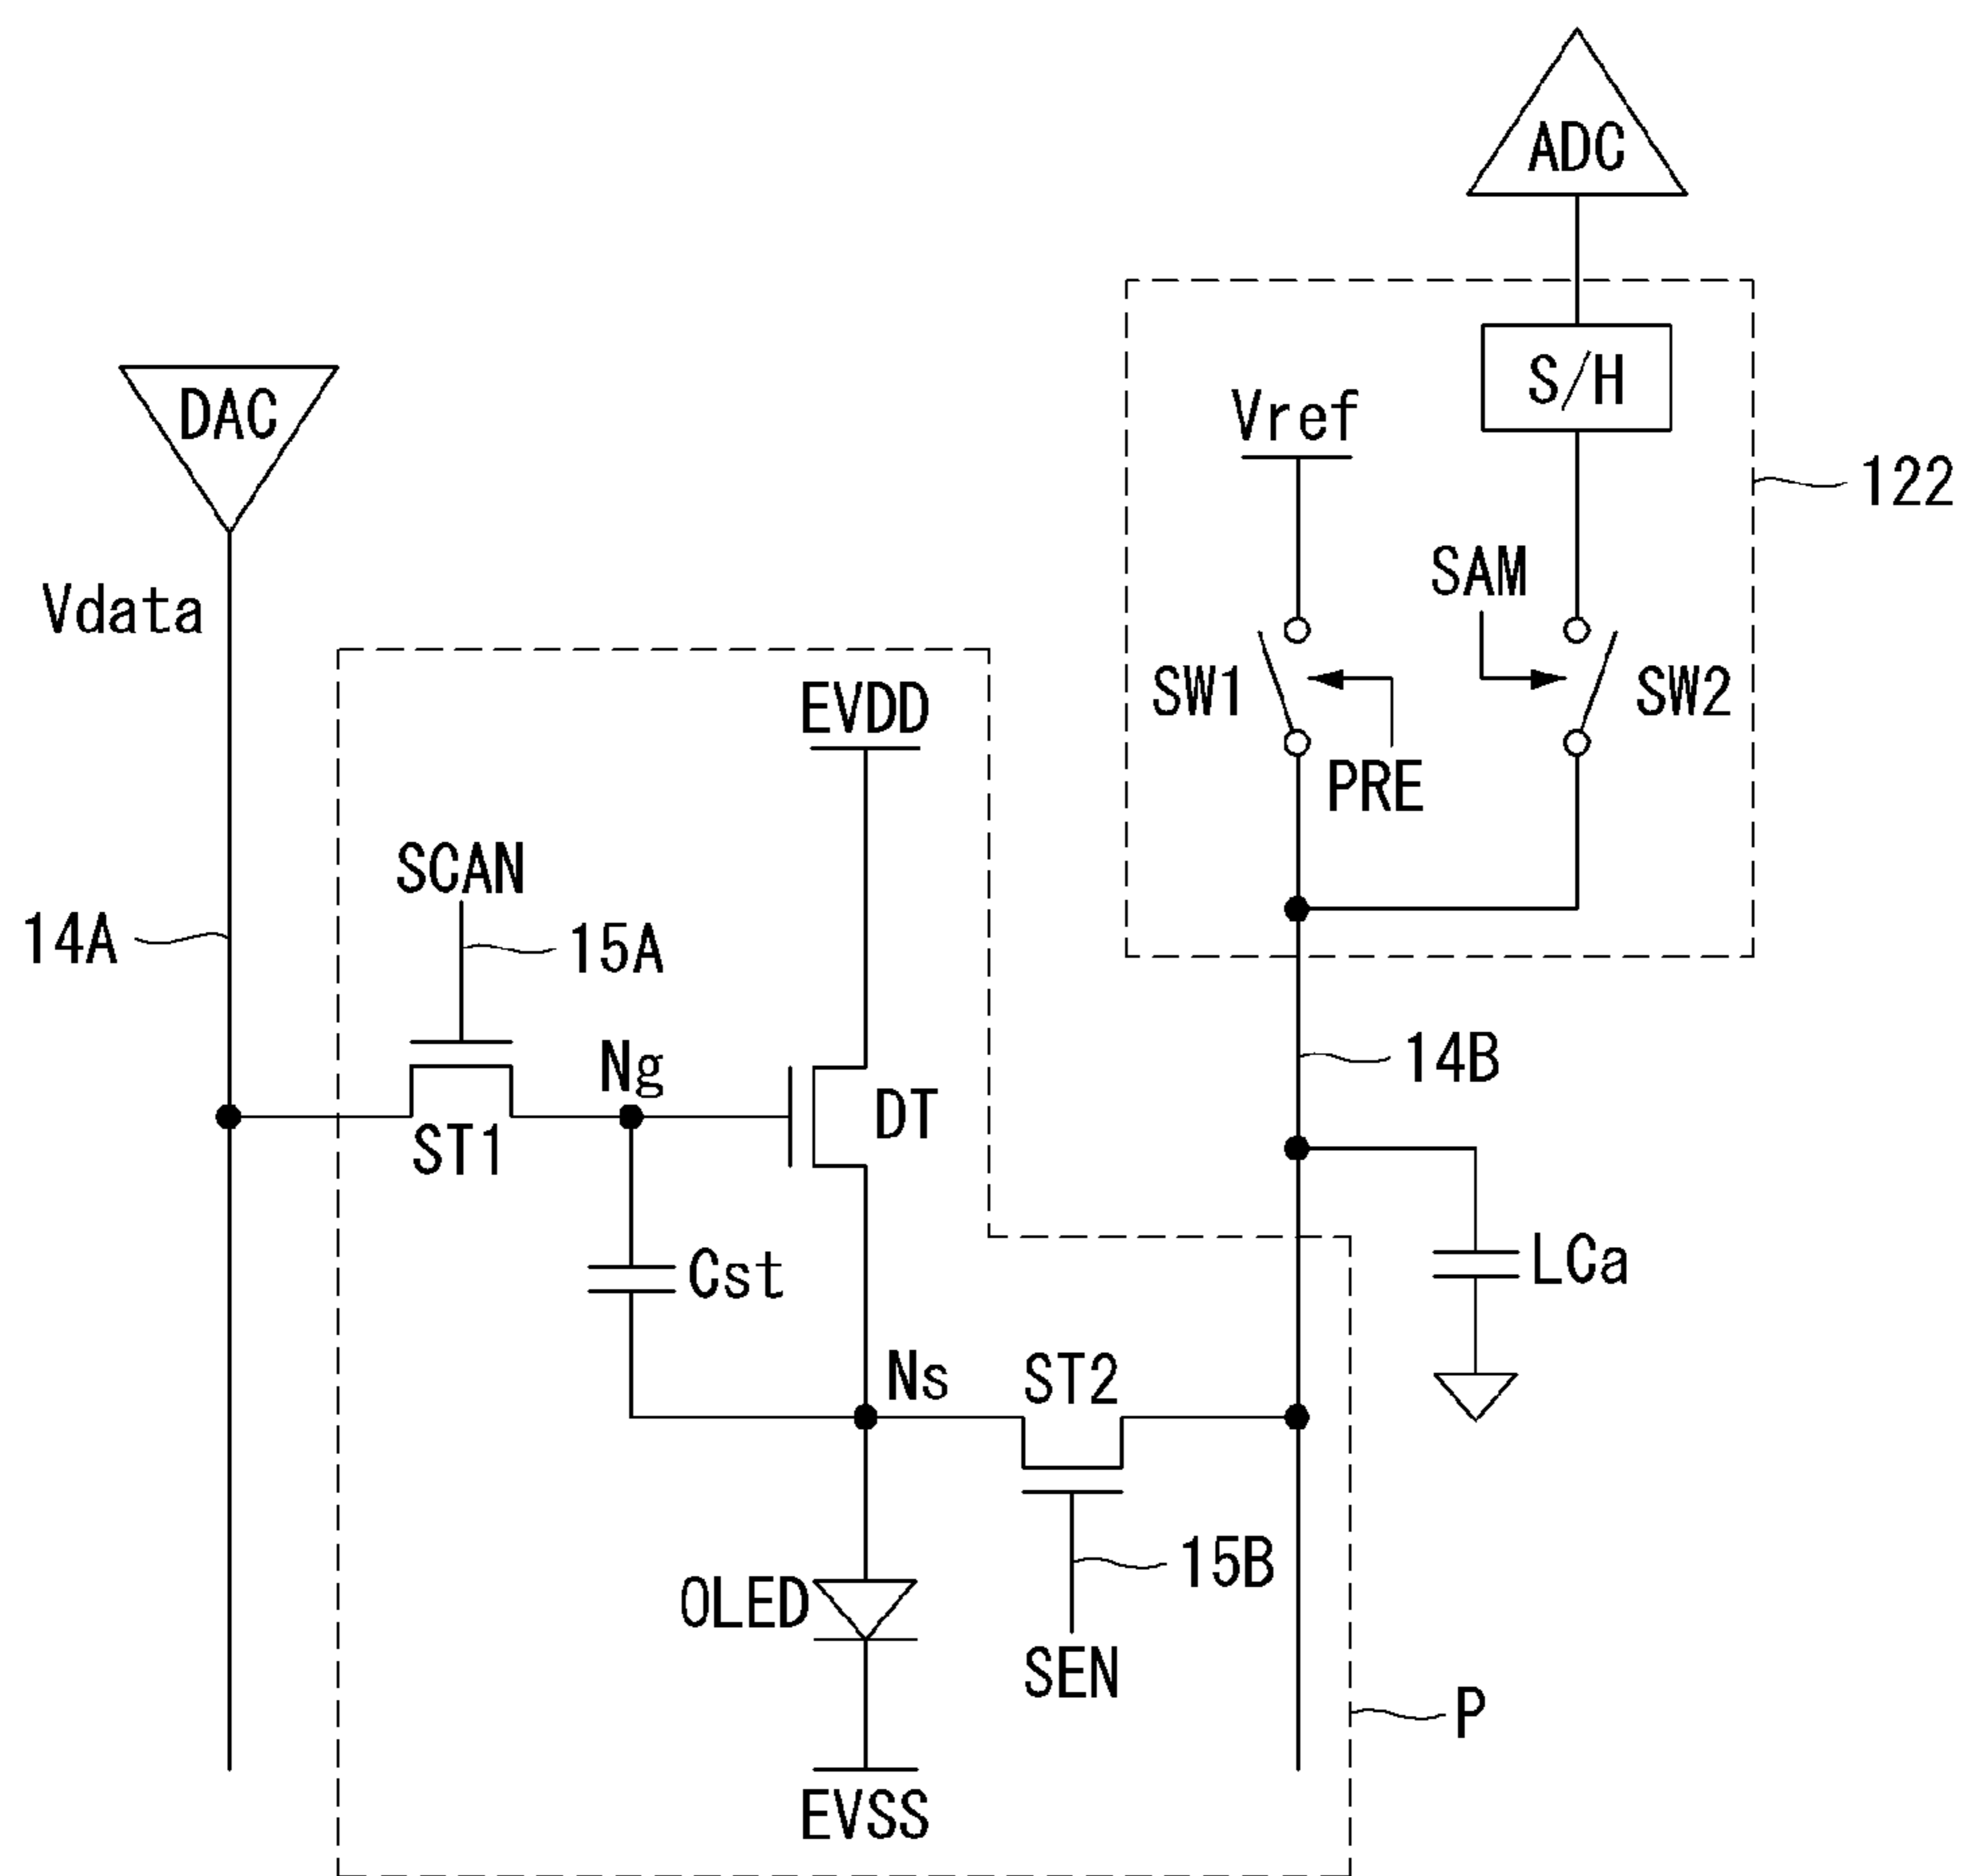 ADC
S/H
Vref
DAC
122
SAM
Vdata
SW1
SW2
EVDD
PRE
SCAN
14A
15A
Ng
14B
DT
ST1
Cst
LCa
Ns
ST2
15B
OLED
SEN
P
EVSS